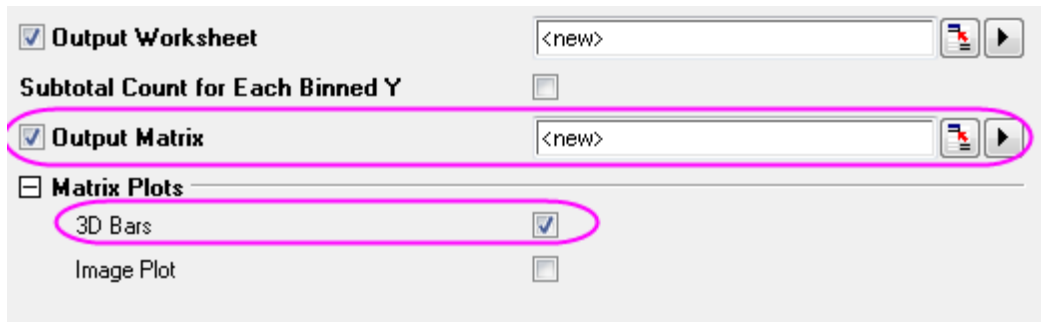 Output Worksheet <new>
Subtotal Count for Each Binned Y
Output Matrix <new>
Matrix Plots
3D Bars
Image Plot